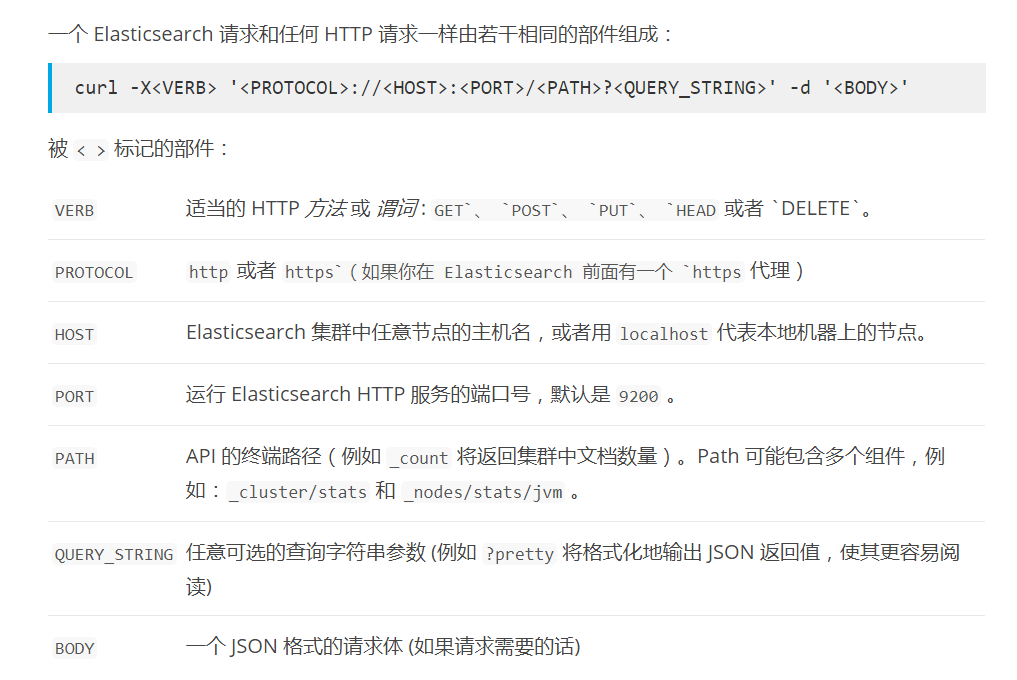 一个 Elasticsearch 请求和任何 HTTP 请求一样由若干相同的部件组成：
curl -X<VERB> '<PROTOCOL>://<HOST>:<PORT>/<PATH>?<QUERY_STRING>' -d '<BODY>'
被 < > 标记的部件：
VERB 适当的 HTTP 方法 或 谓词 : GET`、 `POST`、 `PUT`、 `HEAD 或者 `DELETE`。
PROTOCOL http 或者 https`（如果你在 Elasticsearch 前面有一个 `https 代理）
HOST Elasticsearch 集群中任意节点的主机名，或者用 localhost 代表本地机器上的节点。
PORT 运行 Elasticsearch HTTP 服务的端口号，默认是 9200 。
PATH API 的终端路径（例如 _count 将返回集群中文档数量）。Path 可能包含多个组件，例
如：_cluster/stats 和 _nodes/stats/jvm 。
QUERY_STRING 任意可选的查询字符串参数 (例如 ?pretty 将格式化地输出 JSON 返回值，使其更容易阅
读)
BODY 一个 JSON 格式的请求体 (如果请求需要的话)